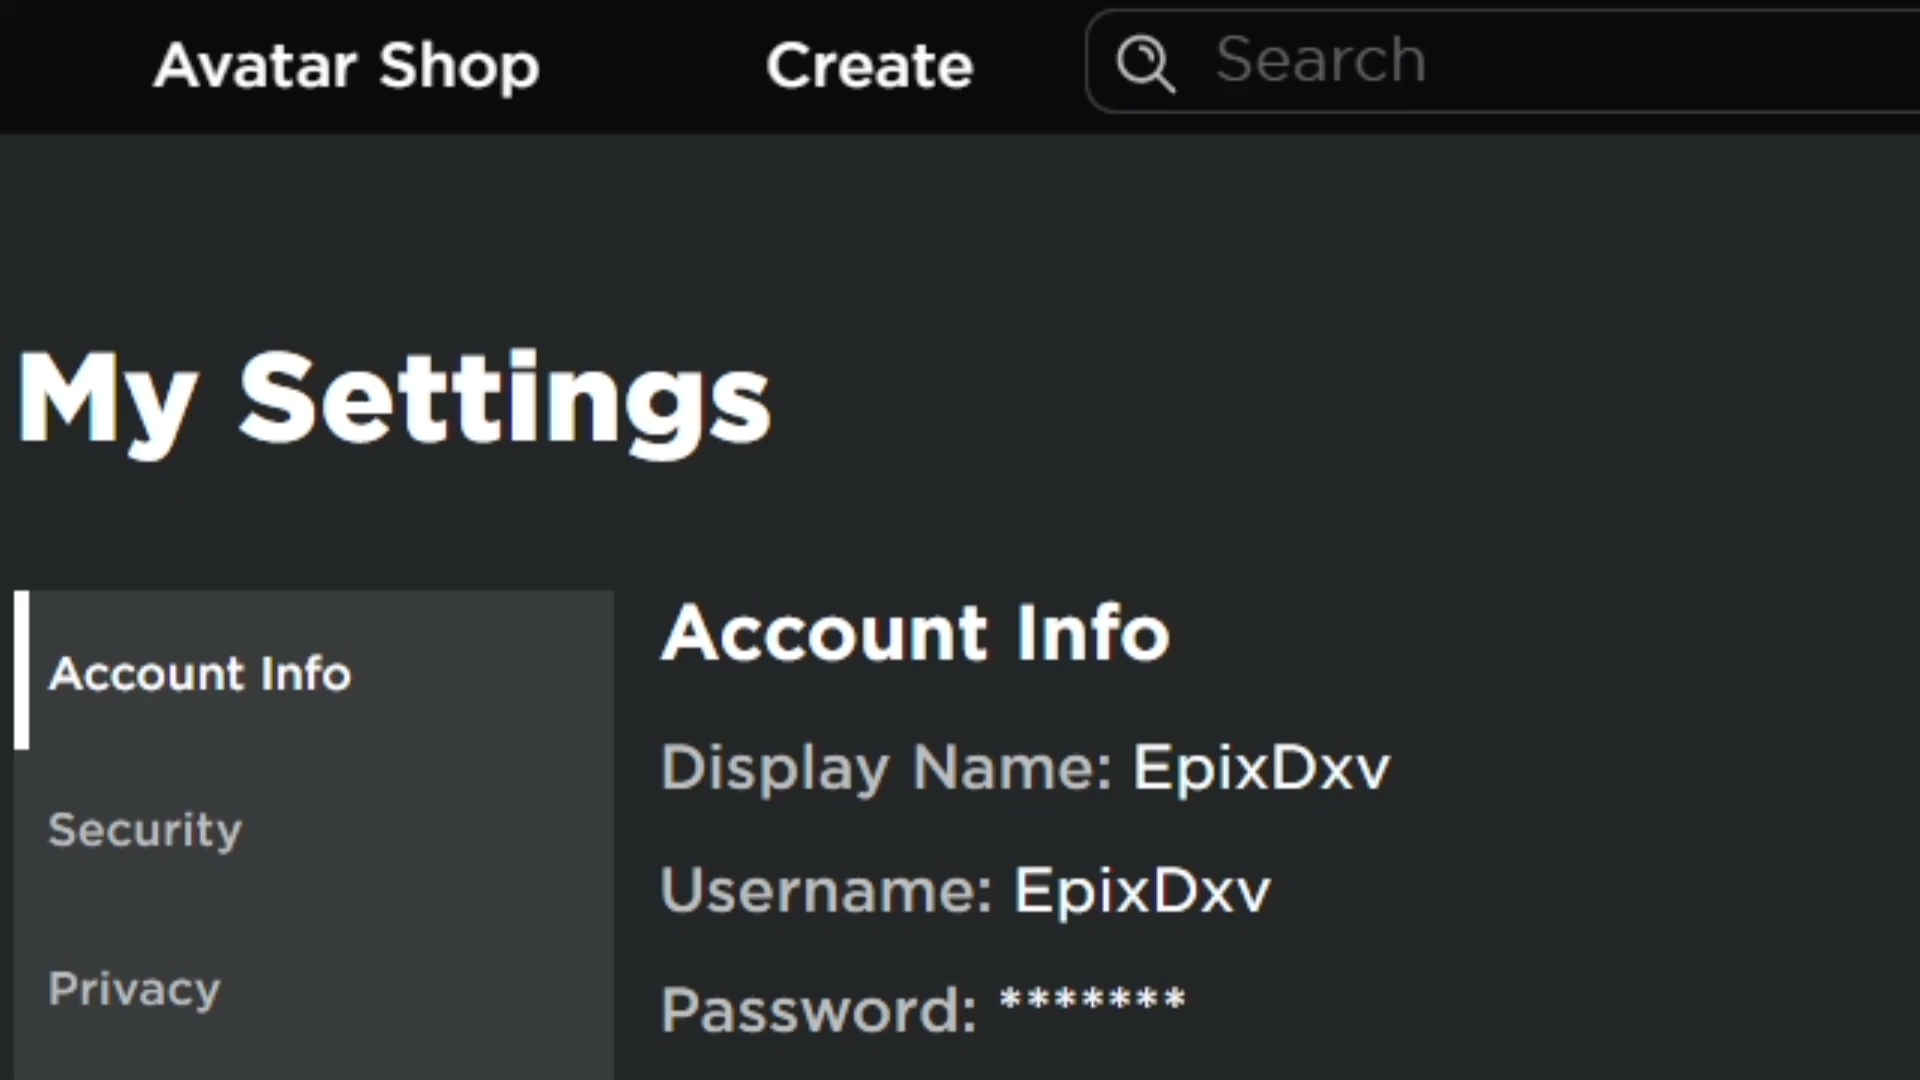 Avatar Shop Create Search
My Settings
Account Info
Security
Privacy
Account Info
Display Name: EpixDxv
Username: EpixDxv
Password: *******